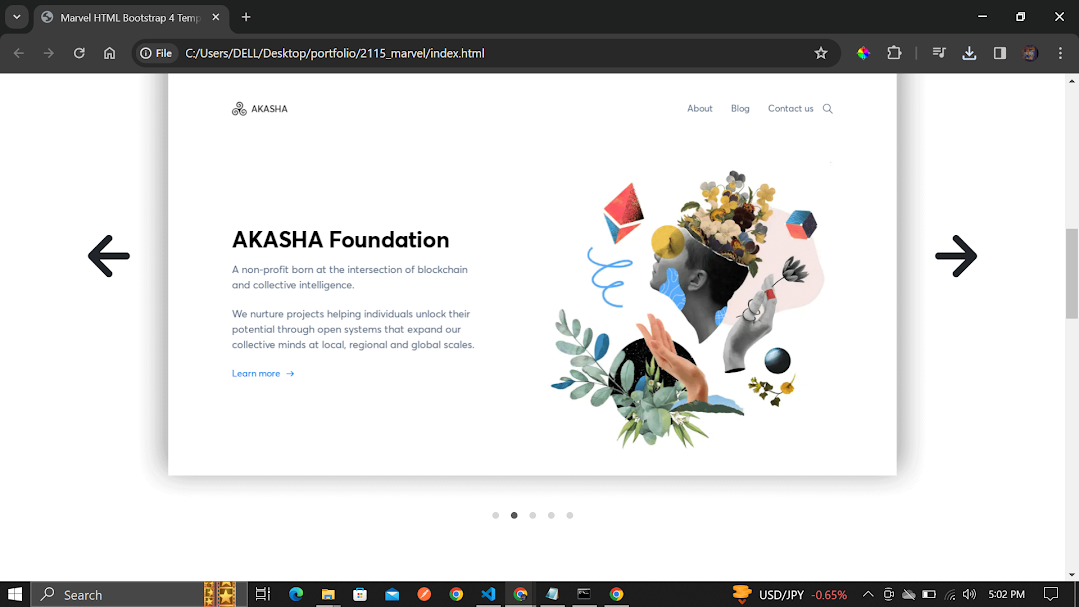 Marvel HTML Bootstrap 4 Temp
File
C:/Users/DELL/Desktop/portfolio/2115_marvel/index.html
AKASHA
About
Blog
Contact us
AKASHA Foundation
A non-profit born at the intersection of blockchain
and collective intelligence.
We nurture projects helping individuals unlock their
potential through open systems that expand our
collective minds at local, regional and global scales.
Learn more →
Search
USD/JPY -0.65%
5:02 PM